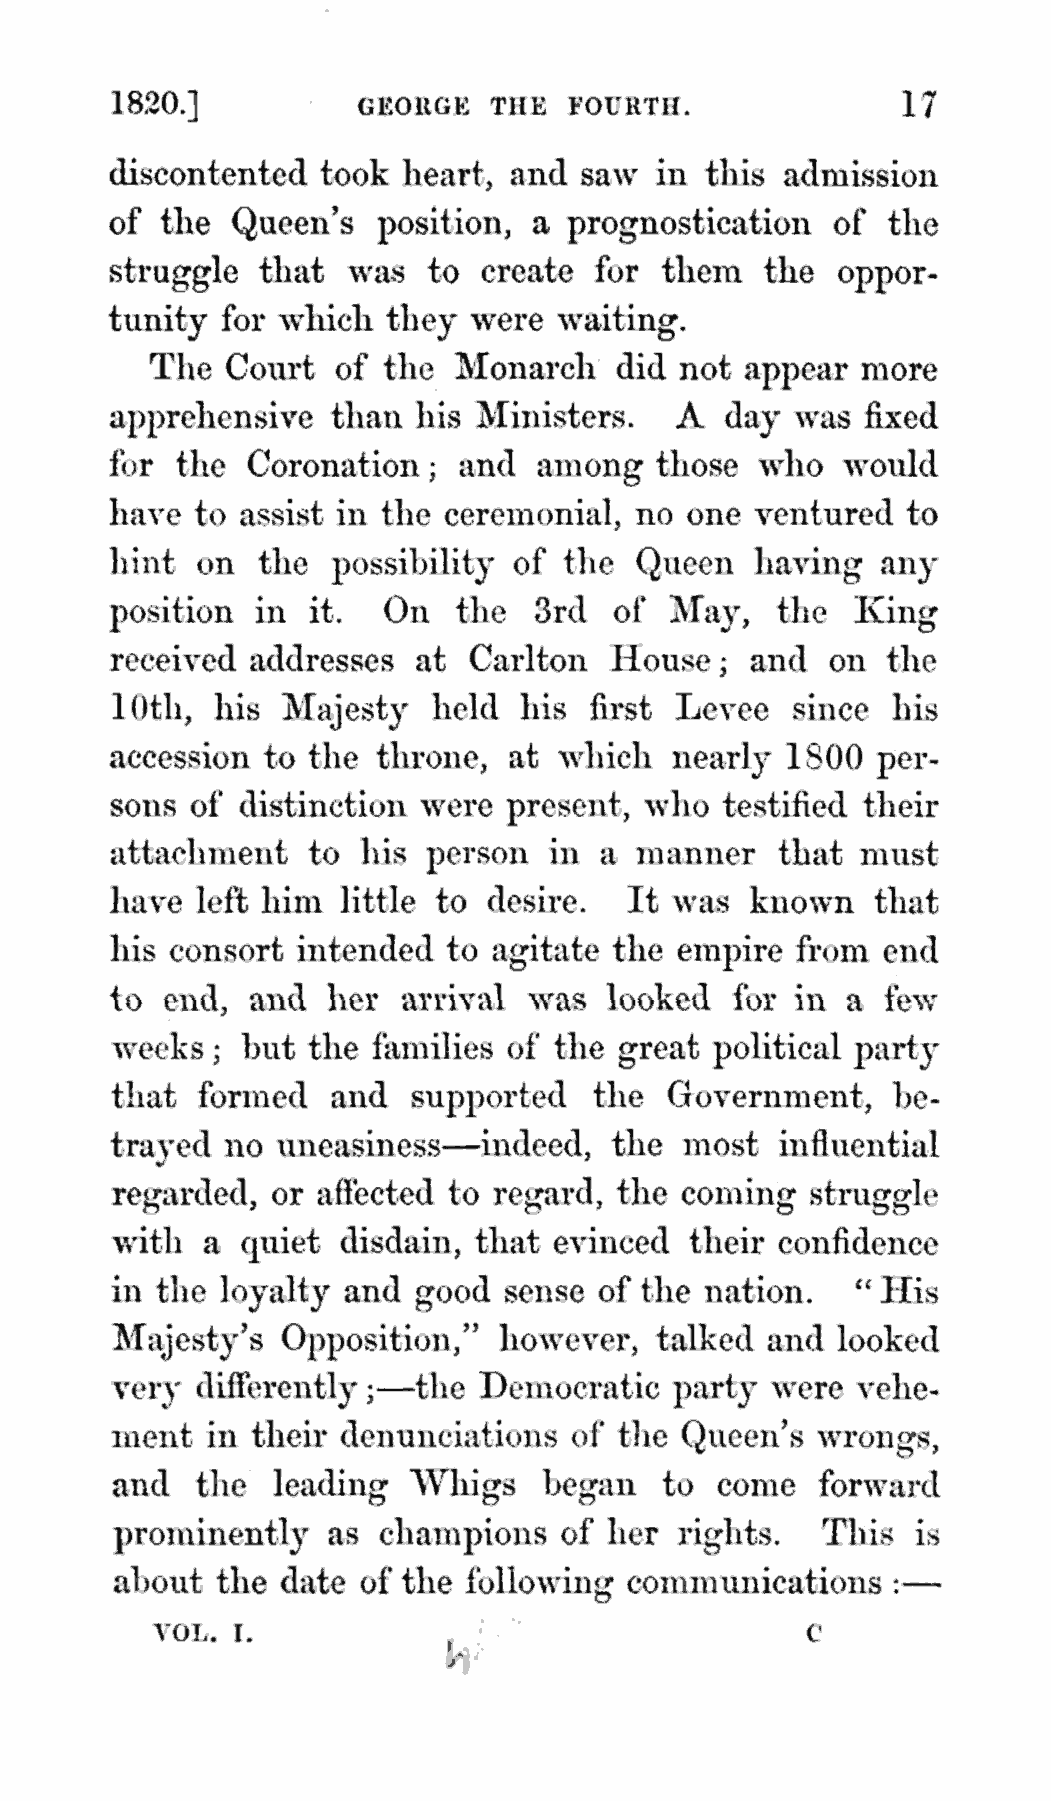 1820.] GEORGE THE FOURTH. 17
discontented took heart, and saw in this admission
of the Queen's position, a prognostication of the
struggle that was to create for them the oppor-
tunity for which they were waiting.
The Court of the Monarch did not appear more
apprehensive than his Ministers. A day was fixed
for the Coronation; and among those who would
have to assist in the ceremonial, no one ventured to
hint on the possibility of the Queen having any
position in it. On the 3rd of May, the King
received addresses at Carlton House; and on the
10th, his Majesty held his first Levee since his
accession to the throne, at which nearly 1800 per-
sons of distinction were present, who testified their
attachment to his person in a manner that must
have left him little to desire. It was known that
his consort intended to agitate the empire from end
to end, and her arrival was looked for in a few
weeks; but the families of the great political party
that formed and supported the Government, be-
trayed no uneasiness—indeed, the most influential
regarded, or affected to regard, the coming struggle
with a quiet disdain, that evinced their confidence
in the loyalty and good sense of the nation. "His
Majesty's Opposition," however, talked and looked
very differently;—the Democratic party were vehe-
ment in their denunciations of the Queen's wrongs,
and the leading Whigs began to come forward
prominently as champions of her rights. This is
about the date of the following communications:—
VOL. I. C